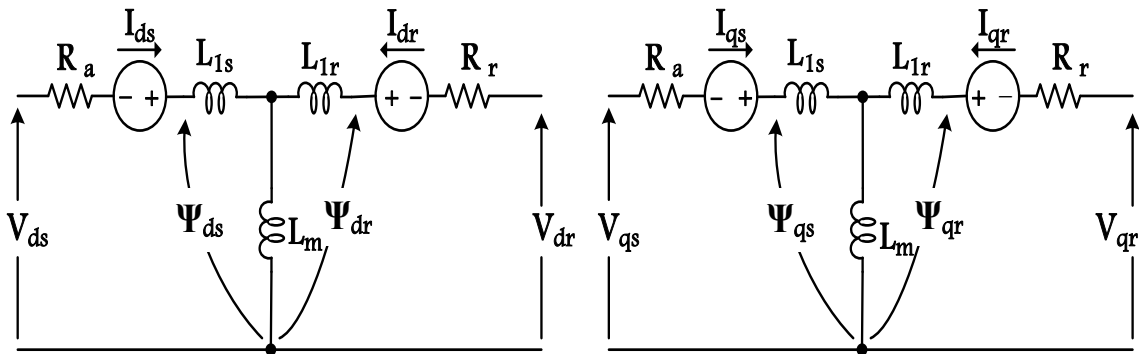 I_ds I_dr I_qs I_qr
R_a L_1s L_1r R_r R_a L_1s L_1r R_r
- + + - - + + -
Ψ_ds Ψ_dr Ψ_qs Ψ_qr
V_ds L_m V_dr V_qs L_m V_qr